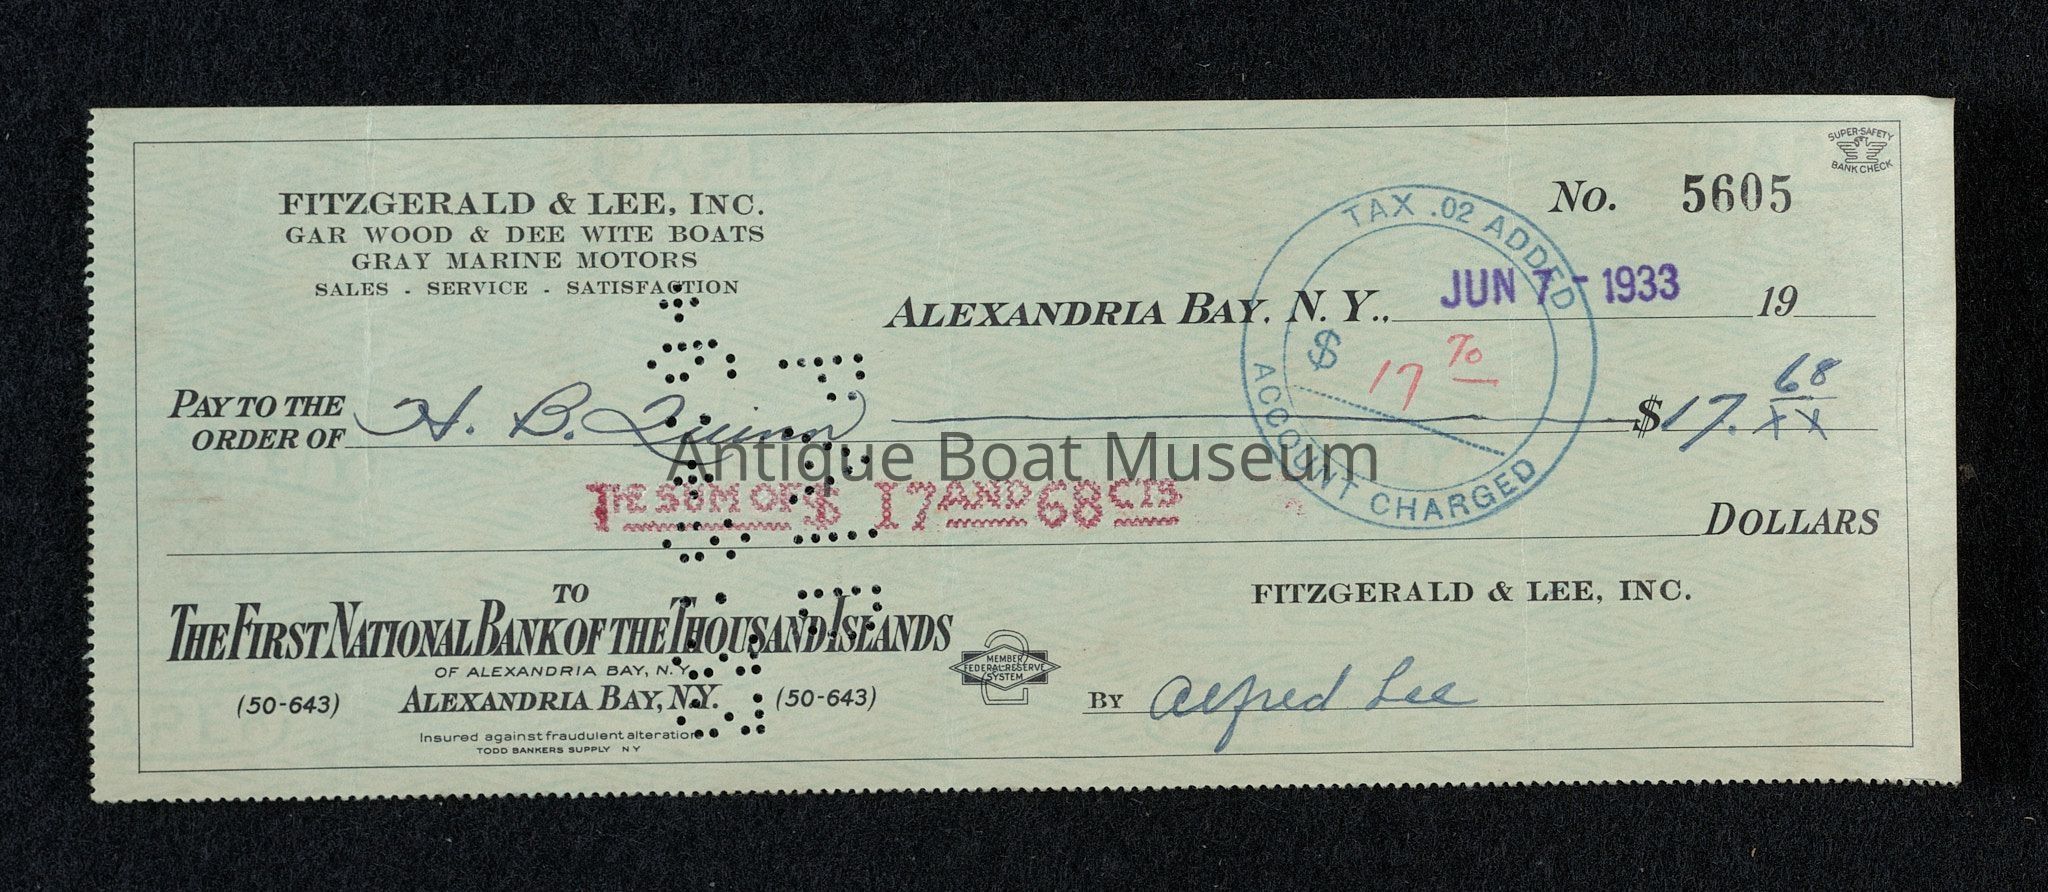 SUPER-SAFETY
BANK CHECK
FITZGERALD & LEE, INC.
GAR WOOD & DEE WITE BOATS
GRAY MARINE MOTORS
SALES - SERVICE - SATISFACTION
No. 5605
TAX .02 ADDED
ALEXANDRIA BAY, N. Y., JUN 7 - 1933 19
$ 17 70
ACCOUNT CHARGED
PAY TO THE
ORDER OF H. B. Quinn $17. 68
XX
Antique Boat Museum
THE SUM OF $ 17 AND 68 CTS
DOLLARS
TO
THE FIRST NATIONAL BANK OF THE THOUSAND ISLANDS
OF ALEXANDRIA BAY, N.Y.
(50-643) ALEXANDRIA BAY, N.Y. (50-643)
Insured against fraudulent alteration
TODD BANKERS SUPPLY N Y
MEMBER
FEDERAL RESERVE
SYSTEM
2
FITZGERALD & LEE, INC.
BY Alfred Lee